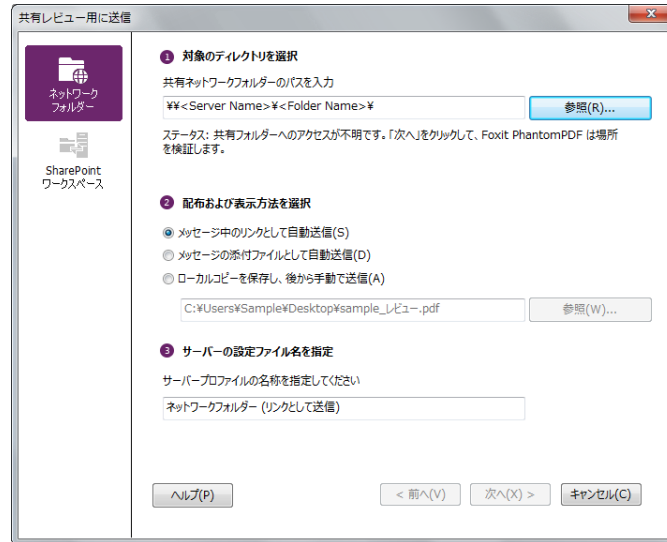 共有レビュー用に送信
ネットワーク
フォルダー
SharePoint
ワークスペース
1 対象のディレクトリを選択
共有ネットワークフォルダーのパスを入力
¥¥<Server Name>¥<Folder Name>¥
参照(R)...
ステータス: 共有フォルダーへのアクセスが不明です。「次へ」をクリックして、Foxit PhantomPDF は場所
を検証します。
2 配布および表示方法を選択
メッセージ中のリンクとして自動送信(S)
メッセージの添付ファイルとして自動送信(D)
ローカルコピーを保存し、後から手動で送信(A)
C:¥Users¥Sample¥Desktop¥sample_レビュー.pdf
参照(W)...
3 サーバーの設定ファイル名を指定
サーバープロファイルの名称を指定してください
ネットワークフォルダー (リンクとして送信)
ヘルプ(P)
< 前へ(V)
次へ(X) >
キャンセル(C)